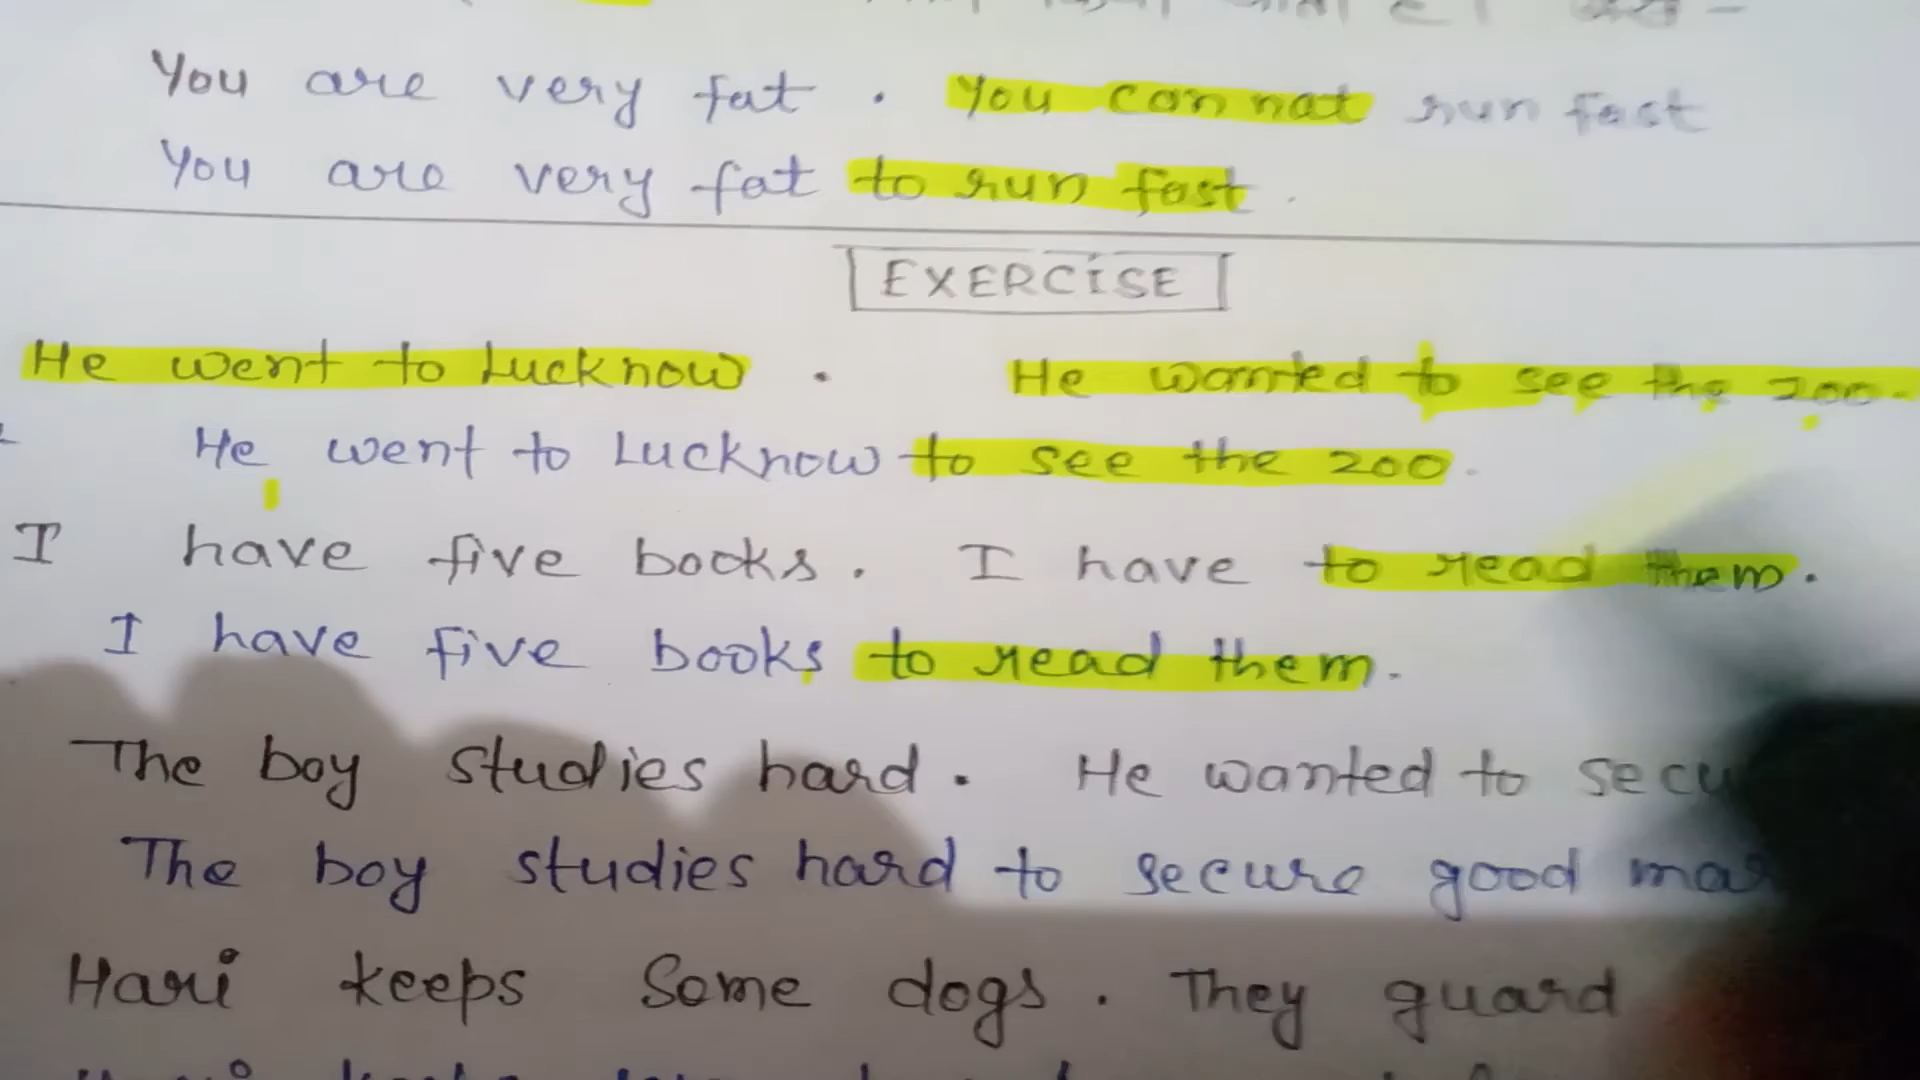 You are very fat . You can not run fast
You are very fat to run fast .
EXERCISE
He went to Lucknow . He wanted to see the zoo.
He went to Lucknow to see the zoo.
I have five books. I have to read them.
I have five books to read them.
The boy studies hard. He wanted to
The boy studies hard to secure good
Hari keeps Some dogs. They guard